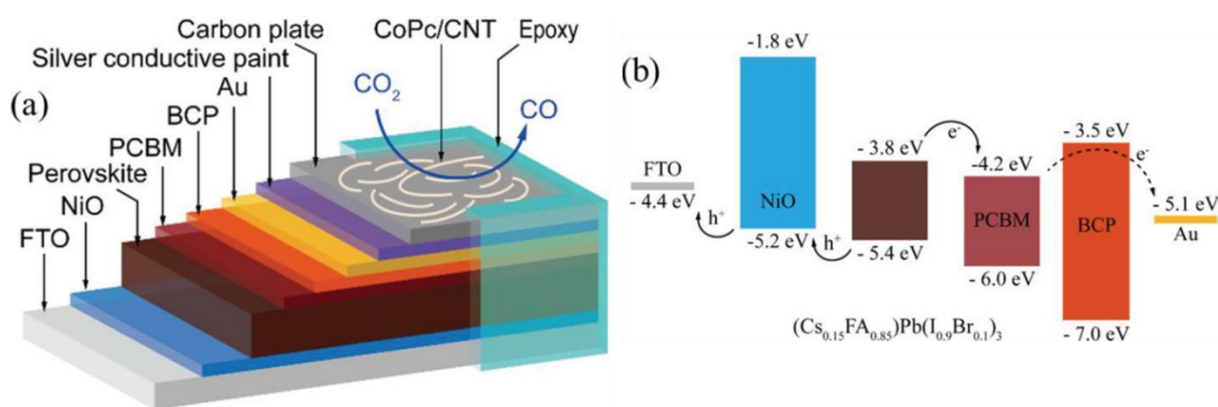 (a)
Carbon plate
CoPc/CNT
Epoxy
Silver conductive paint
Au
BCP
PCBM
Perovskite
NiO
FTO
CO₂
CO
(b)
-1.8 eV
FTO
- 4.4 eV
h⁺
NiO
-5.2 eV
h⁺
- 3.8 eV
- 5.4 eV
e⁻
-4.2 eV
PCBM
- 6.0 eV
- 3.5 eV
BCP
- 7.0 eV
e⁻
- 5.1 eV
Au
(Cs₀.₁₅FA₀.₈₅)Pb(I₀.₉Br₀.₁)₃